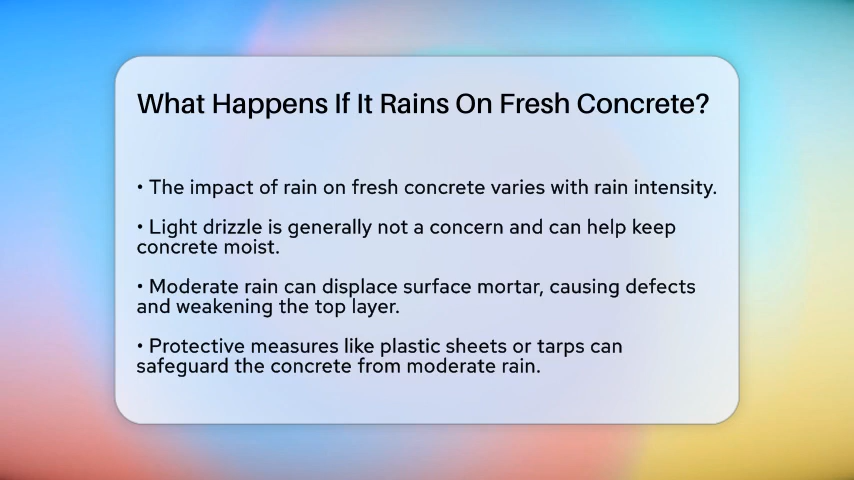 What Happens If It Rains On Fresh Concrete?
• The impact of rain on fresh concrete varies with rain intensity.
• Light drizzle is generally not a concern and can help keep
concrete moist.
• Moderate rain can displace surface mortar, causing defects
and weakening the top layer.
• Protective measures like plastic sheets or tarps can
safeguard the concrete from moderate rain.